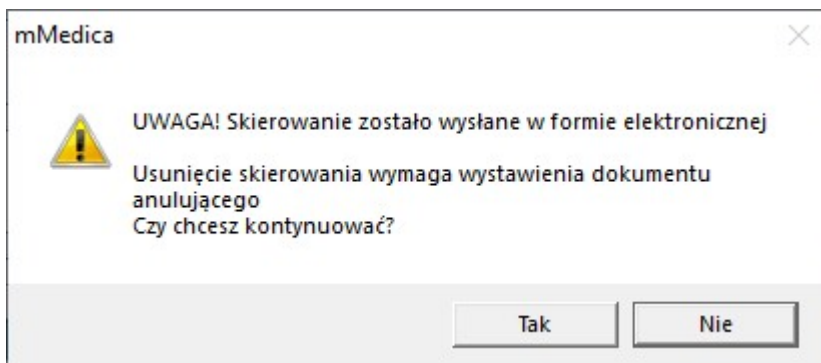 mMedica
UWAGA! Skierowanie zostało wysłane w formie elektronicznej
Usunięcie skierowania wymaga wystawienia dokumentu
anulującego
Czy chcesz kontynuować?
Tak
Nie